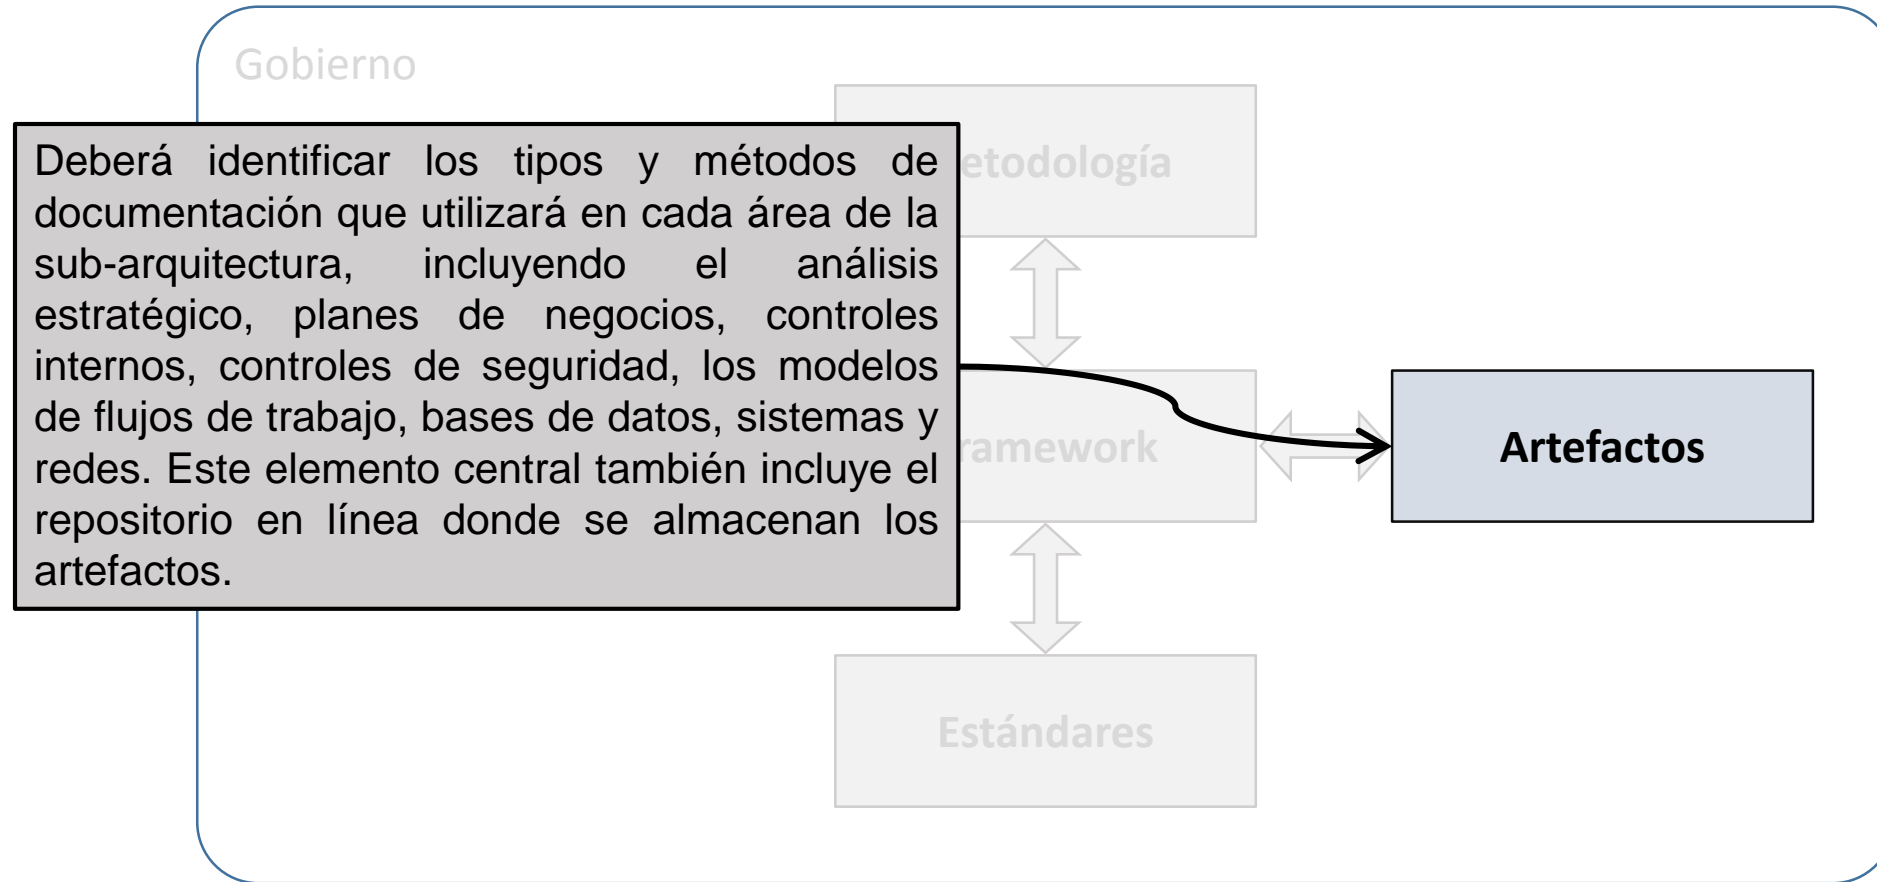 Gobierno
etodología
Deberá identificar los tipos y métodos de
documentación que utilizará en cada área de la
sub-arquitectura, incluyendo el análisis
estratégico, planes de negocios, controles
internos, controles de seguridad, los modelos
de flujos de trabajo, bases de datos, sistemas y
redes. Este elemento central también incluye el
repositorio en línea donde se almacenan los
artefactos.
ramework
Artefactos
Estándares